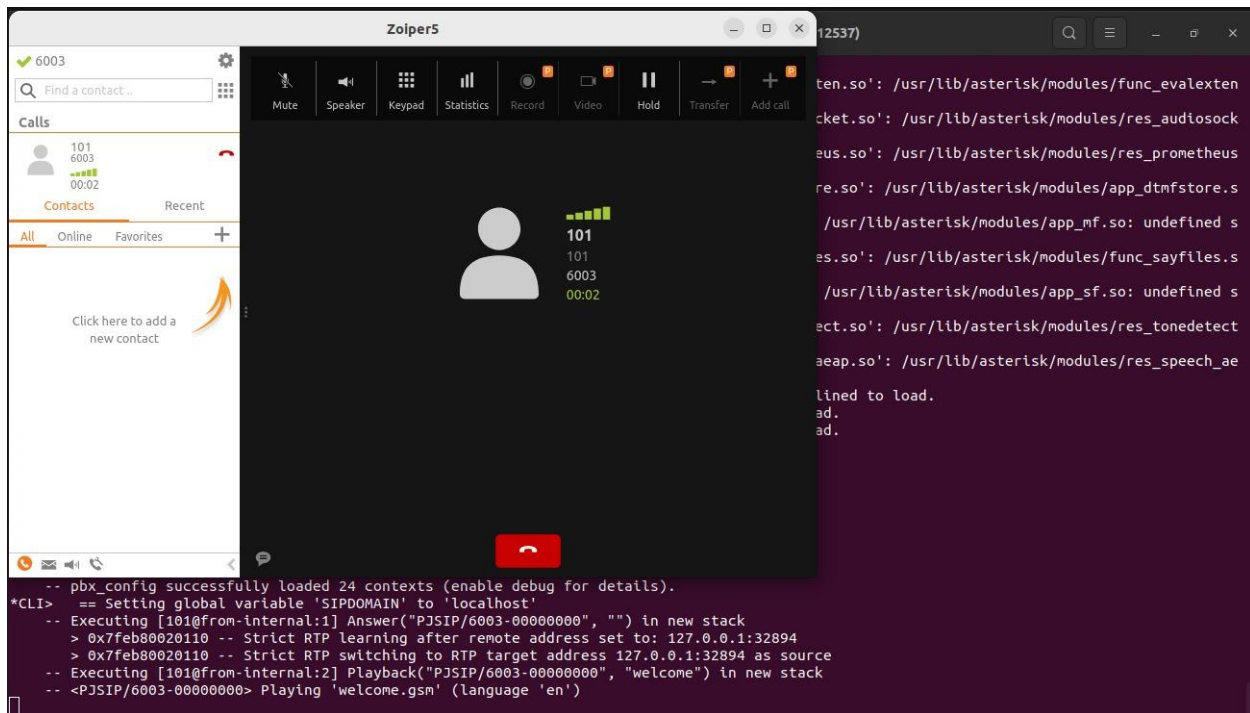 Zoiper5
12537)
6003
Find a contact ..
Calls
101
6003
00:02
Contacts Recent
All Online Favorites
Click here to add a
new contact
Mute Speaker Keypad Statistics Record Video Hold Transfer Add call
P P P P
101
101
6003
00:02
ten.so': /usr/lib/asterisk/modules/func_evalexten
cket.so': /usr/lib/asterisk/modules/res_audiosock
eus.so': /usr/lib/asterisk/modules/res_prometheus
re.so': /usr/lib/asterisk/modules/app_dtmfstore.s
/usr/lib/asterisk/modules/app_mf.so: undefined s
es.so': /usr/lib/asterisk/modules/func_sayfiles.s
/usr/lib/asterisk/modules/app_sf.so: undefined s
ect.so': /usr/lib/asterisk/modules/res_tonedetect
aeap.so': /usr/lib/asterisk/modules/res_speech_ae
lined to load.
ad.
ad.
-- pbx_config successfully loaded 24 contexts (enable debug for details).
*CLI> == Setting global variable 'SIPDOMAIN' to 'localhost'
-- Executing [101@from-internal:1] Answer("PJSIP/6003-00000000", "") in new stack
> 0x7feb80020110 -- Strict RTP learning after remote address set to: 127.0.0.1:32894
> 0x7feb80020110 -- Strict RTP switching to RTP target address 127.0.0.1:32894 as source
-- Executing [101@from-internal:2] Playback("PJSIP/6003-00000000", "welcome") in new stack
-- <PJSIP/6003-00000000> Playing 'welcome.gsm' (language 'en')